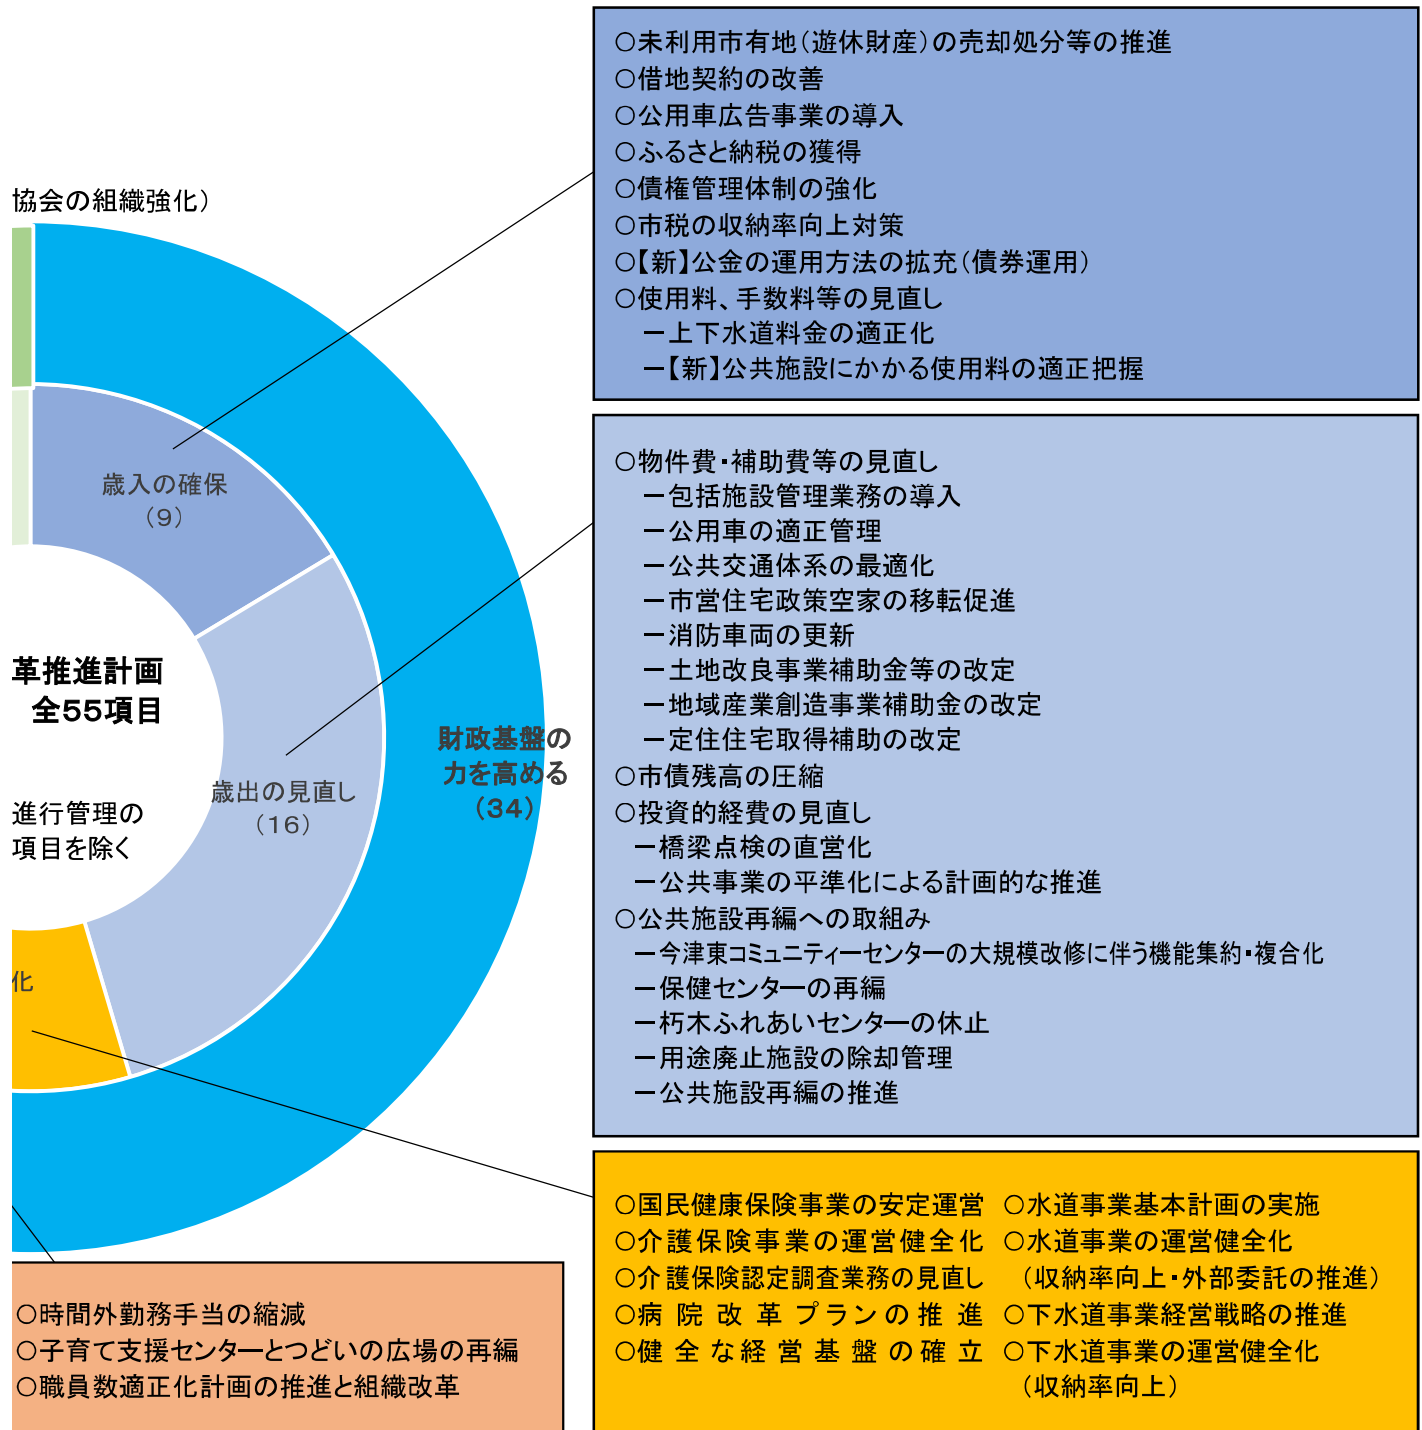 ○未利用市有地（遊休財産）の売却処分等の推進
○借地契約の改善
○公用車広告事業の導入
○ふるさと納税の獲得
○債権管理体制の強化
○市税の収納率向上対策
○【新】公金の運用方法の拡充（債券運用）
○使用料、手数料等の見直し
－上下水道料金の適正化
－【新】公共施設にかかる使用料の適正把握
協会の組織強化）
歳入の確保
（9）
革推進計画
全55項目
進行管理の
項目を除く
歳出の見直し
（16）
財政基盤の
力を高める
（34）
化
○物件費・補助費等の見直し
－包括施設管理業務の導入
－公用車の適正管理
－公共交通体系の最適化
－市営住宅政策空家の移転促進
－消防車両の更新
－土地改良事業補助金等の改定
－地域産業創造事業補助金の改定
－定住住宅取得補助の改定
○市債残高の圧縮
○投資的経費の見直し
－橋梁点検の直営化
－公共事業の平準化による計画的な推進
○公共施設再編への取組み
－今津東コミュニティーセンターの大規模改修に伴う機能集約・複合化
－保健センターの再編
－朽木ふれあいセンターの休止
－用途廃止施設の除却管理
－公共施設再編の推進
○国民健康保険事業の安定運営
○介護保険事業の運営健全化
○介護保険認定調査業務の見直し
○病院改革プランの推進
○健全な経営基盤の確立
○水道事業基本計画の実施
○水道事業の運営健全化
（収納率向上・外部委託の推進）
○下水道事業経営戦略の推進
○下水道事業の運営健全化
（収納率向上）
○時間外勤務手当の縮減
○子育て支援センターとつどいの広場の再編
○職員数適正化計画の推進と組織改革